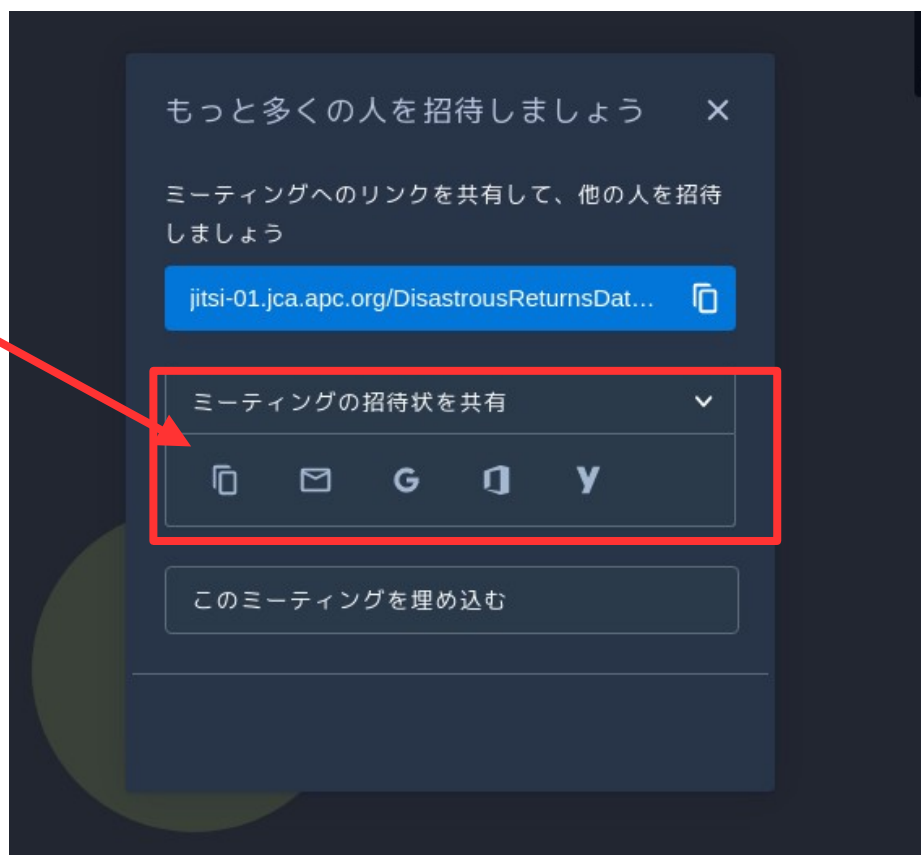 もっと多くの人を招待しましょう
ミーティングへのリンクを共有して、他の人を招待
しましょう
jitsi-01.jca.apc.org/DisastrousReturnsDat...
ミーティングの招待状を共有
G y
このミーティングを埋め込む